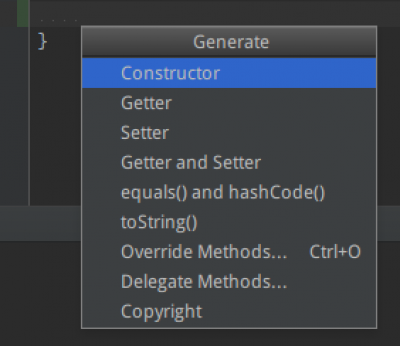 }
Generate
Constructor
Getter
Setter
Getter and Setter
equals() and hashCode()
toString()
Override Methods... Ctrl+O
Delegate Methods...
Copyright